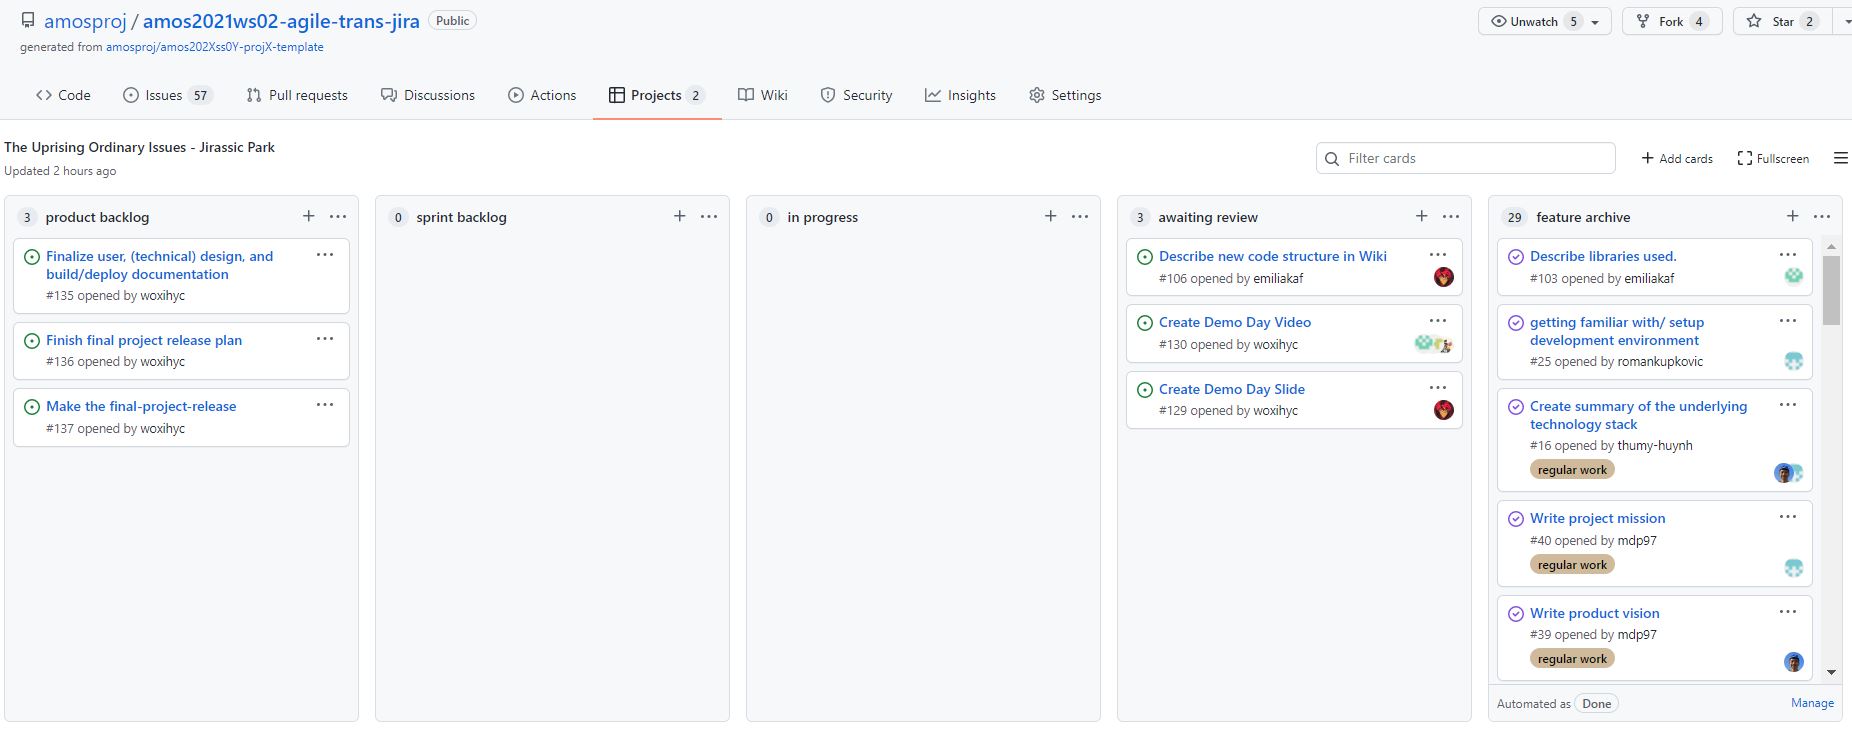 amosproj / amos2021ws02-agile-trans-jira Public
Unwatch 5 Fork 4 Star 2
generated from amosproj/amos202Xss0Y-projX-template
Code Issues 57 Pull requests Discussions Actions Projects 2 Wiki Security Insights Settings
The Uprising Ordinary Issues - Jirassic Park
Updated 2 hours ago
Filter cards
Add cards
Fullscreen
3 product backlog
Finalize user, (technical) design, and
build/deploy documentation
#135 opened by woxihyc
Finish final project release plan
#136 opened by woxihyc
Make the final-project-release
#137 opened by woxihyc
0 sprint backlog
0 in progress
3 awaiting review
Describe new code structure in Wiki
#106 opened by emiliakaf
Create Demo Day Video
#130 opened by woxihyc
Create Demo Day Slide
#129 opened by woxihyc
29 feature archive
Describe libraries used.
#103 opened by emiliakaf
getting familiar with/ setup
development environment
#25 opened by romankupkovic
Create summary of the underlying
technology stack
#16 opened by thumy-huynh
regular work
Write project mission
#40 opened by mdp97
regular work
Write product vision
#39 opened by mdp97
regular work
Automated as Done
Manage